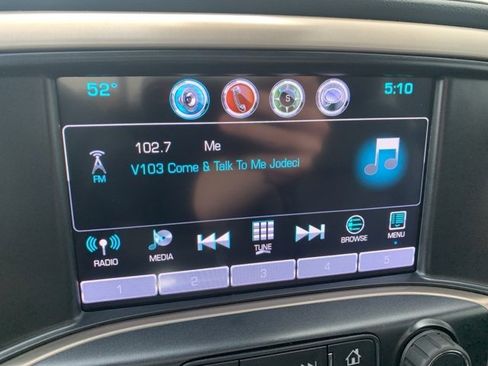 52° 5:10
S
102.7 Me
FM V103 Come & Talk To Me Jodeci
RADIO MEDIA TUNE BROWSE MENU
1 2 3 4 5